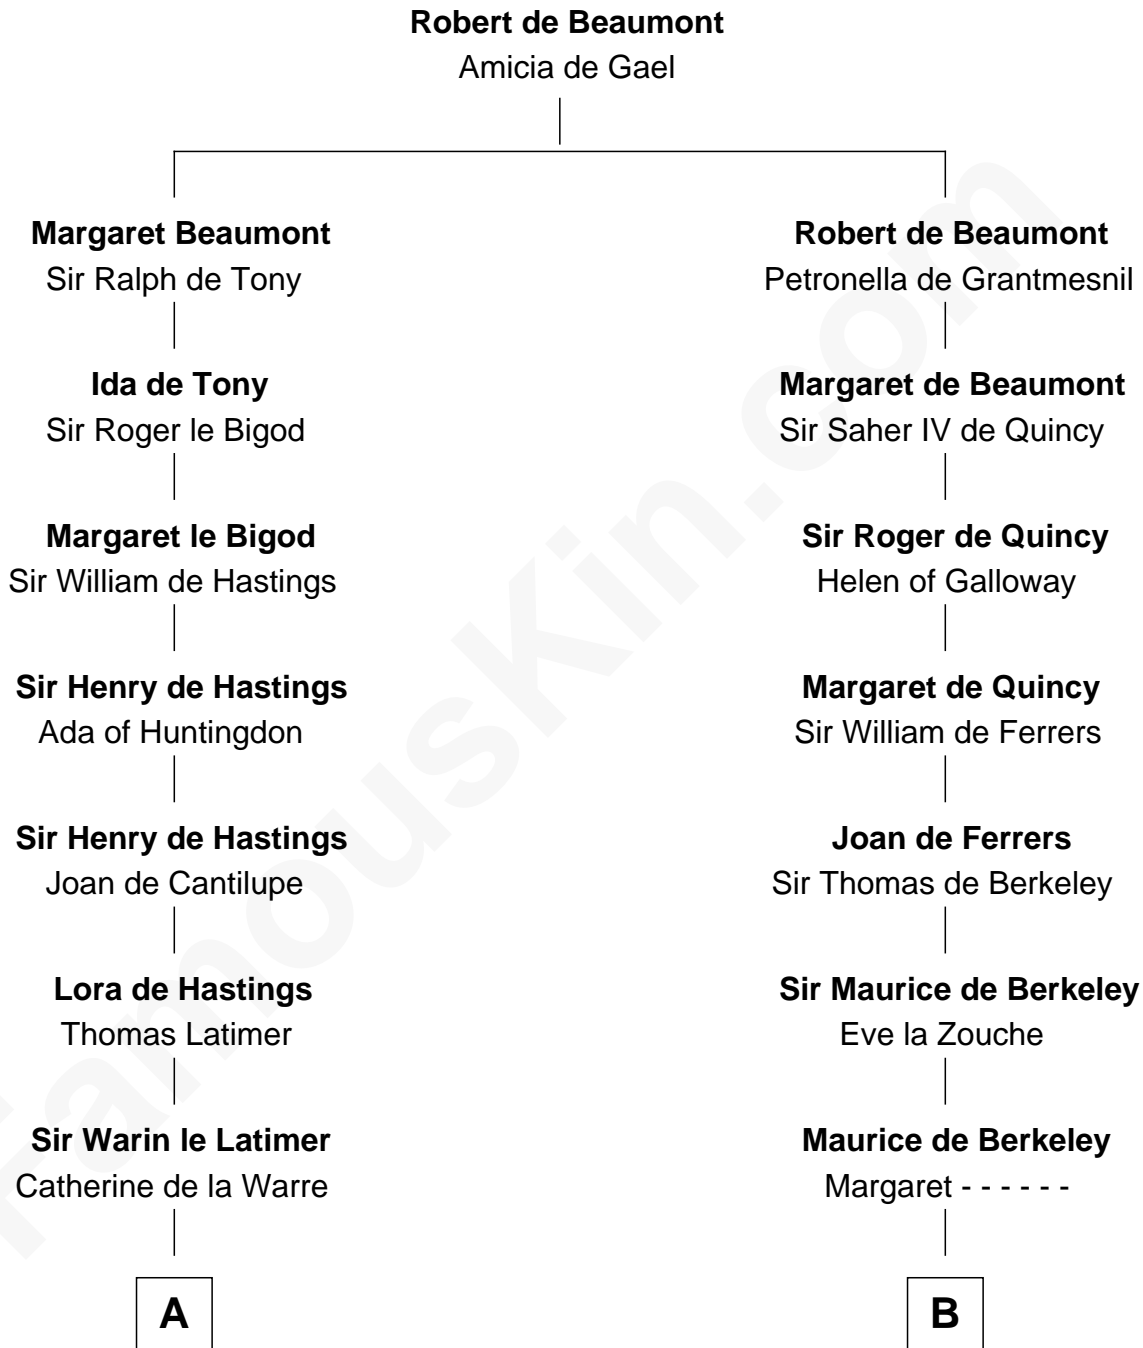 Robert de Beaumont
Amicia de Gael
Margaret Beaumont
Sir Ralph de Tony
Robert de Beaumont
Petronella de Grantmesnil
Ida de Tony
Sir Roger le Bigod
Margaret de Beaumont
Sir Saher IV de Quincy
Margaret le Bigod
Sir William de Hastings
Sir Roger de Quincy
Helen of Galloway
Sir Henry de Hastings
Ada of Huntingdon
Margaret de Quincy
Sir William de Ferrers
Sir Henry de Hastings
Joan de Cantilupe
Joan de Ferrers
Sir Thomas de Berkeley
Lora de Hastings
Thomas Latimer
Sir Maurice de Berkeley
Eve la Zouche
Sir Warin le Latimer
Catherine de la Warre
Maurice de Berkeley
Margaret - - - - - -
A
B
FamousKin.com